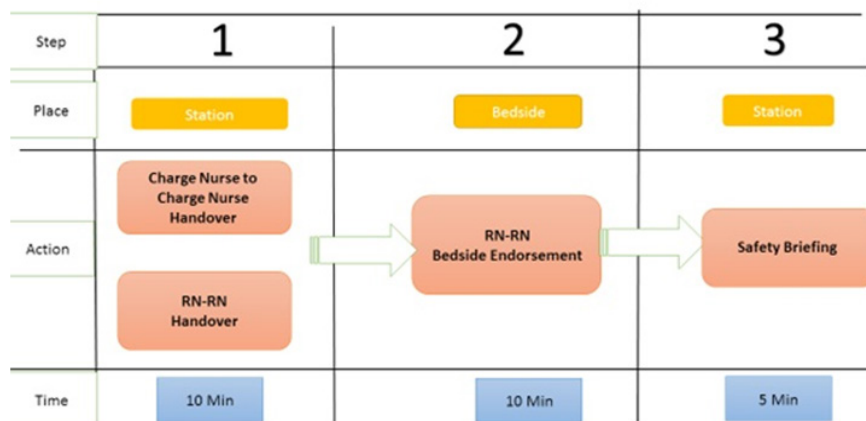 Step
1
2
3
Place
Station
Bedside
Station
Action
Charge Nurse to
Charge Nurse
Handover
RN-RN
Handover
RN-RN
Bedside Endorsement
Safety Briefing
Time
10 Min
10 Min
5 Min